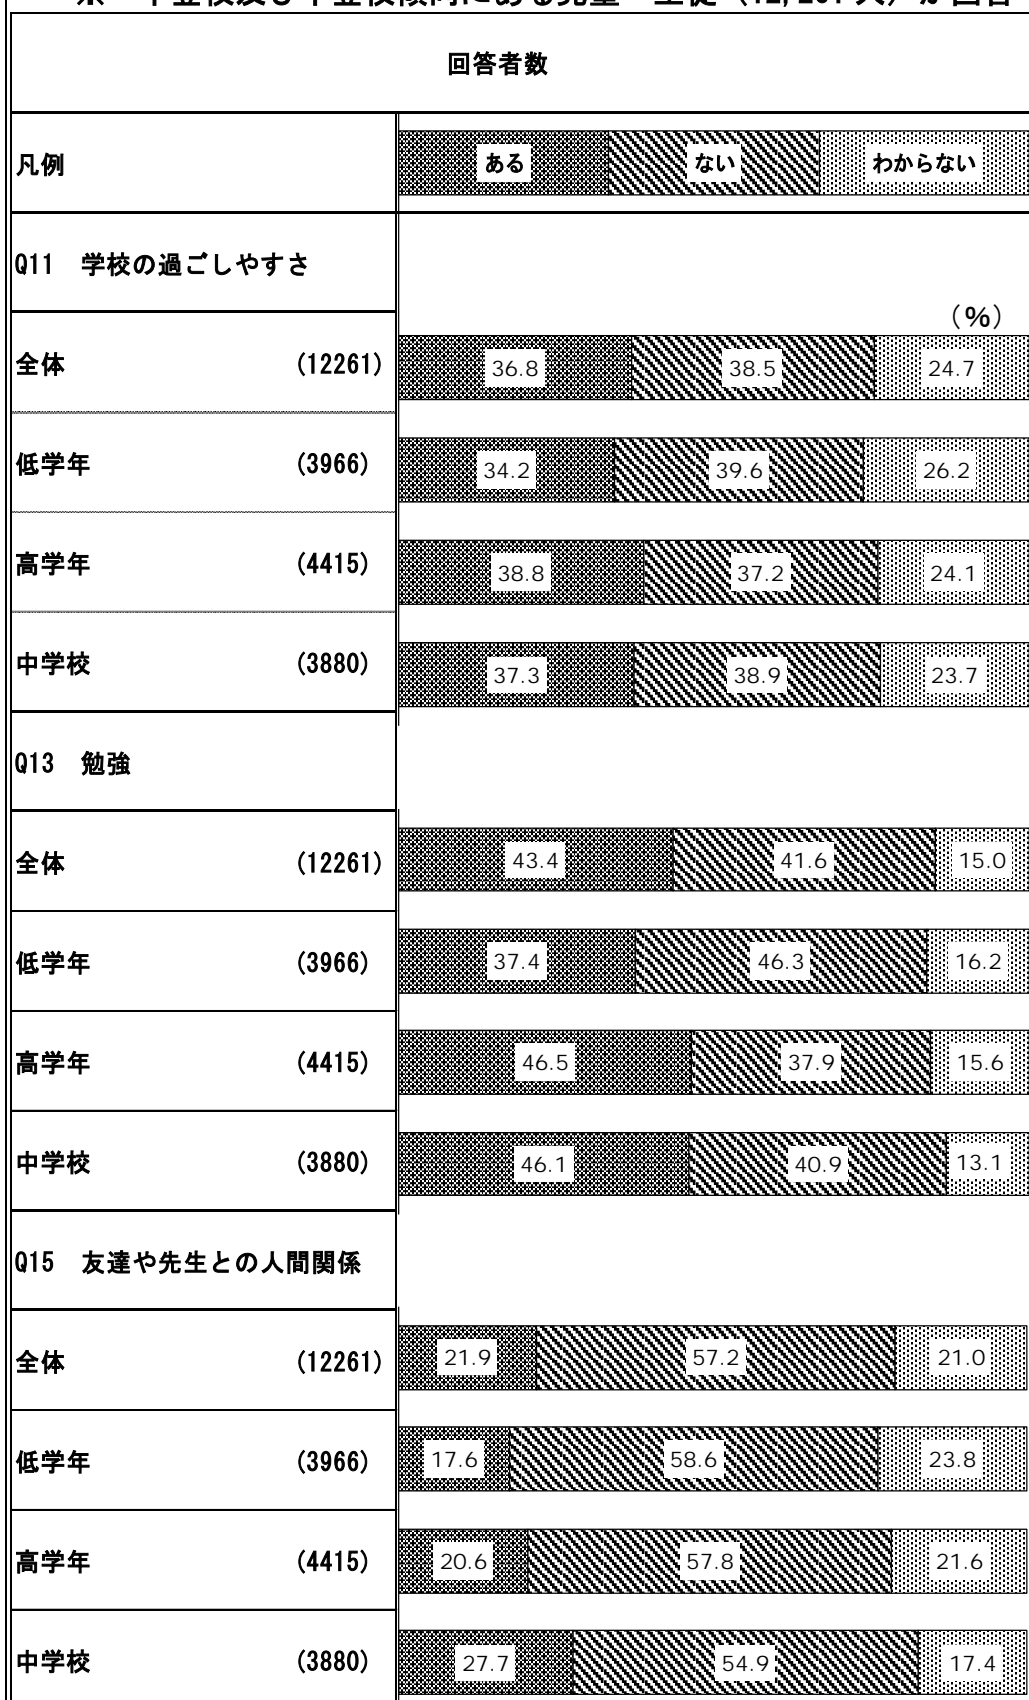 回答者数
凡例 ある ない わからない
Q11 学校の過ごしやすさ
(%)
全体 (12261) 36.8 38.5 24.7
低学年 (3966) 34.2 39.6 26.2
高学年 (4415) 38.8 37.2 24.1
中学校 (3880) 37.3 38.9 23.7
Q13 勉強
全体 (12261) 43.4 41.6 15.0
低学年 (3966) 37.4 46.3 16.2
高学年 (4415) 46.5 37.9 15.6
中学校 (3880) 46.1 40.9 13.1
Q15 友達や先生との人間関係
全体 (12261) 21.9 57.2 21.0
低学年 (3966) 17.6 58.6 23.8
高学年 (4415) 20.6 57.8 21.6
中学校 (3880) 27.7 54.9 17.4